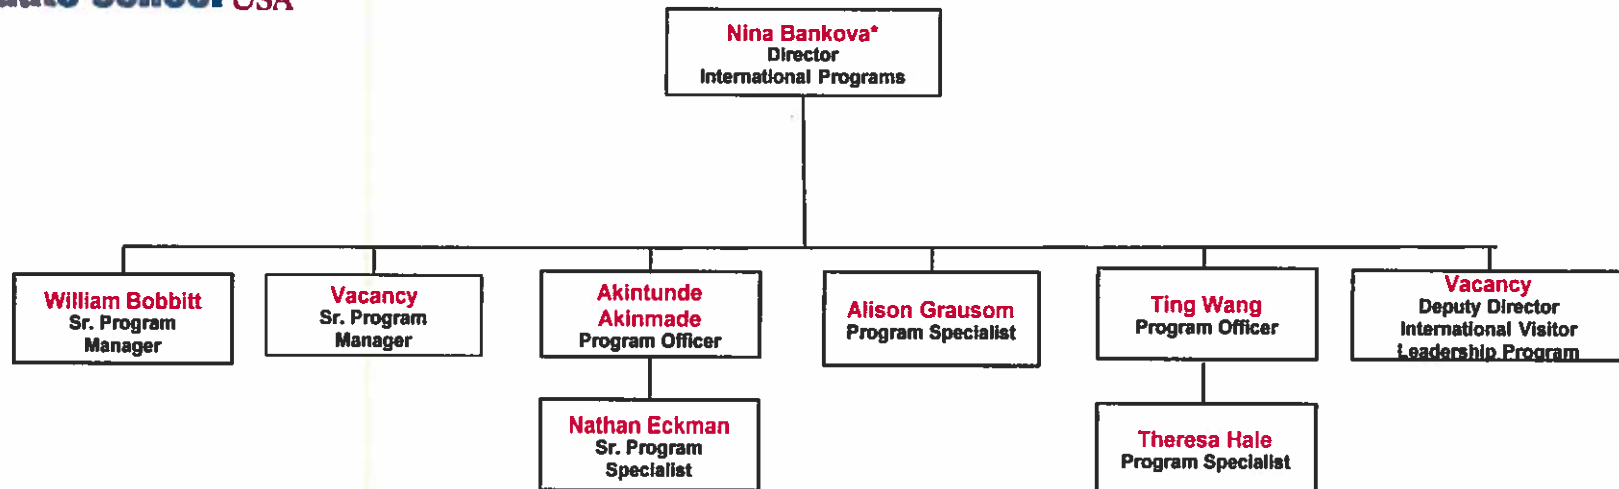 School USA
Nina Bankova*
Director
International Programs
William Bobbitt
Sr. Program
Manager
Vacancy
Sr. Program
Manager
Akintunde
Akinmade
Program Officer
Alison Grausom
Program Specialist
Ting Wang
Program Officer
Vacancy
Deputy Director
International Visitor
Leadership Program
Nathan Eckman
Sr. Program
Specialist
Theresa Hale
Program Specialist